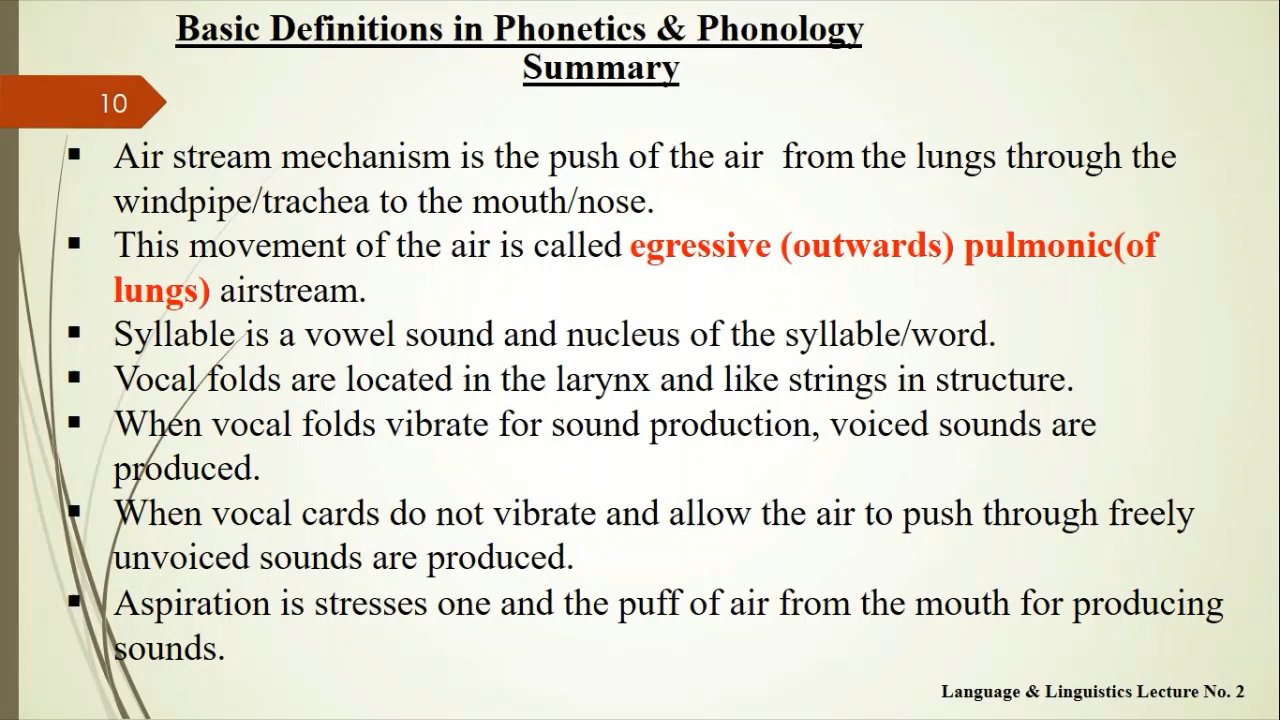 Basic Definitions in Phonetics & Phonology
Summary
10
▪ Air stream mechanism is the push of the air from the lungs through the
windpipe/trachea to the mouth/nose.
▪ This movement of the air is called egressive (outwards) pulmonic(of
lungs) airstream.
▪ Syllable is a vowel sound and nucleus of the syllable/word.
▪ Vocal folds are located in the larynx and like strings in structure.
▪ When vocal folds vibrate for sound production, voiced sounds are
produced.
▪ When vocal cards do not vibrate and allow the air to push through freely
unvoiced sounds are produced.
▪ Aspiration is stresses one and the puff of air from the mouth for producing
sounds.
Language & Linguistics Lecture No. 2